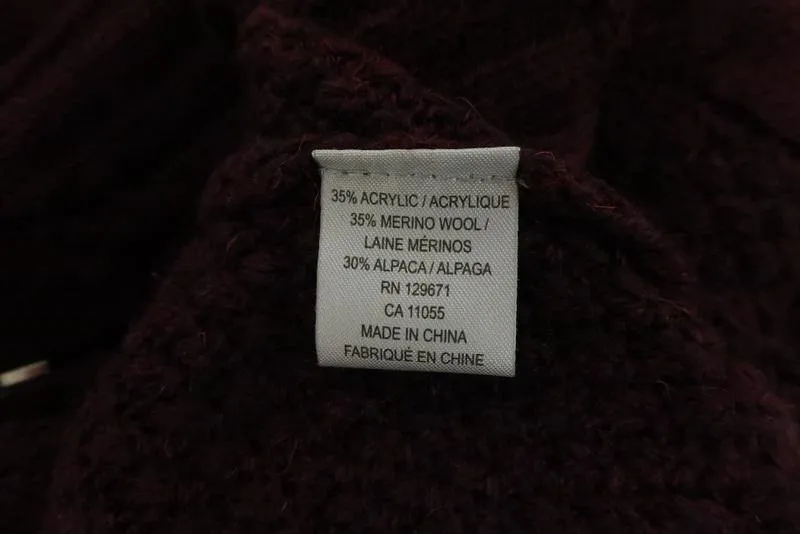 35% ACRYLIC / ACRYLIQUE
35% MERINO WOOL /
LAINE MÉRINOS
30% ALPACA / ALPAGA
RN 129671
CA 11055
MADE IN CHINA
FABRIQUÉ EN CHINE